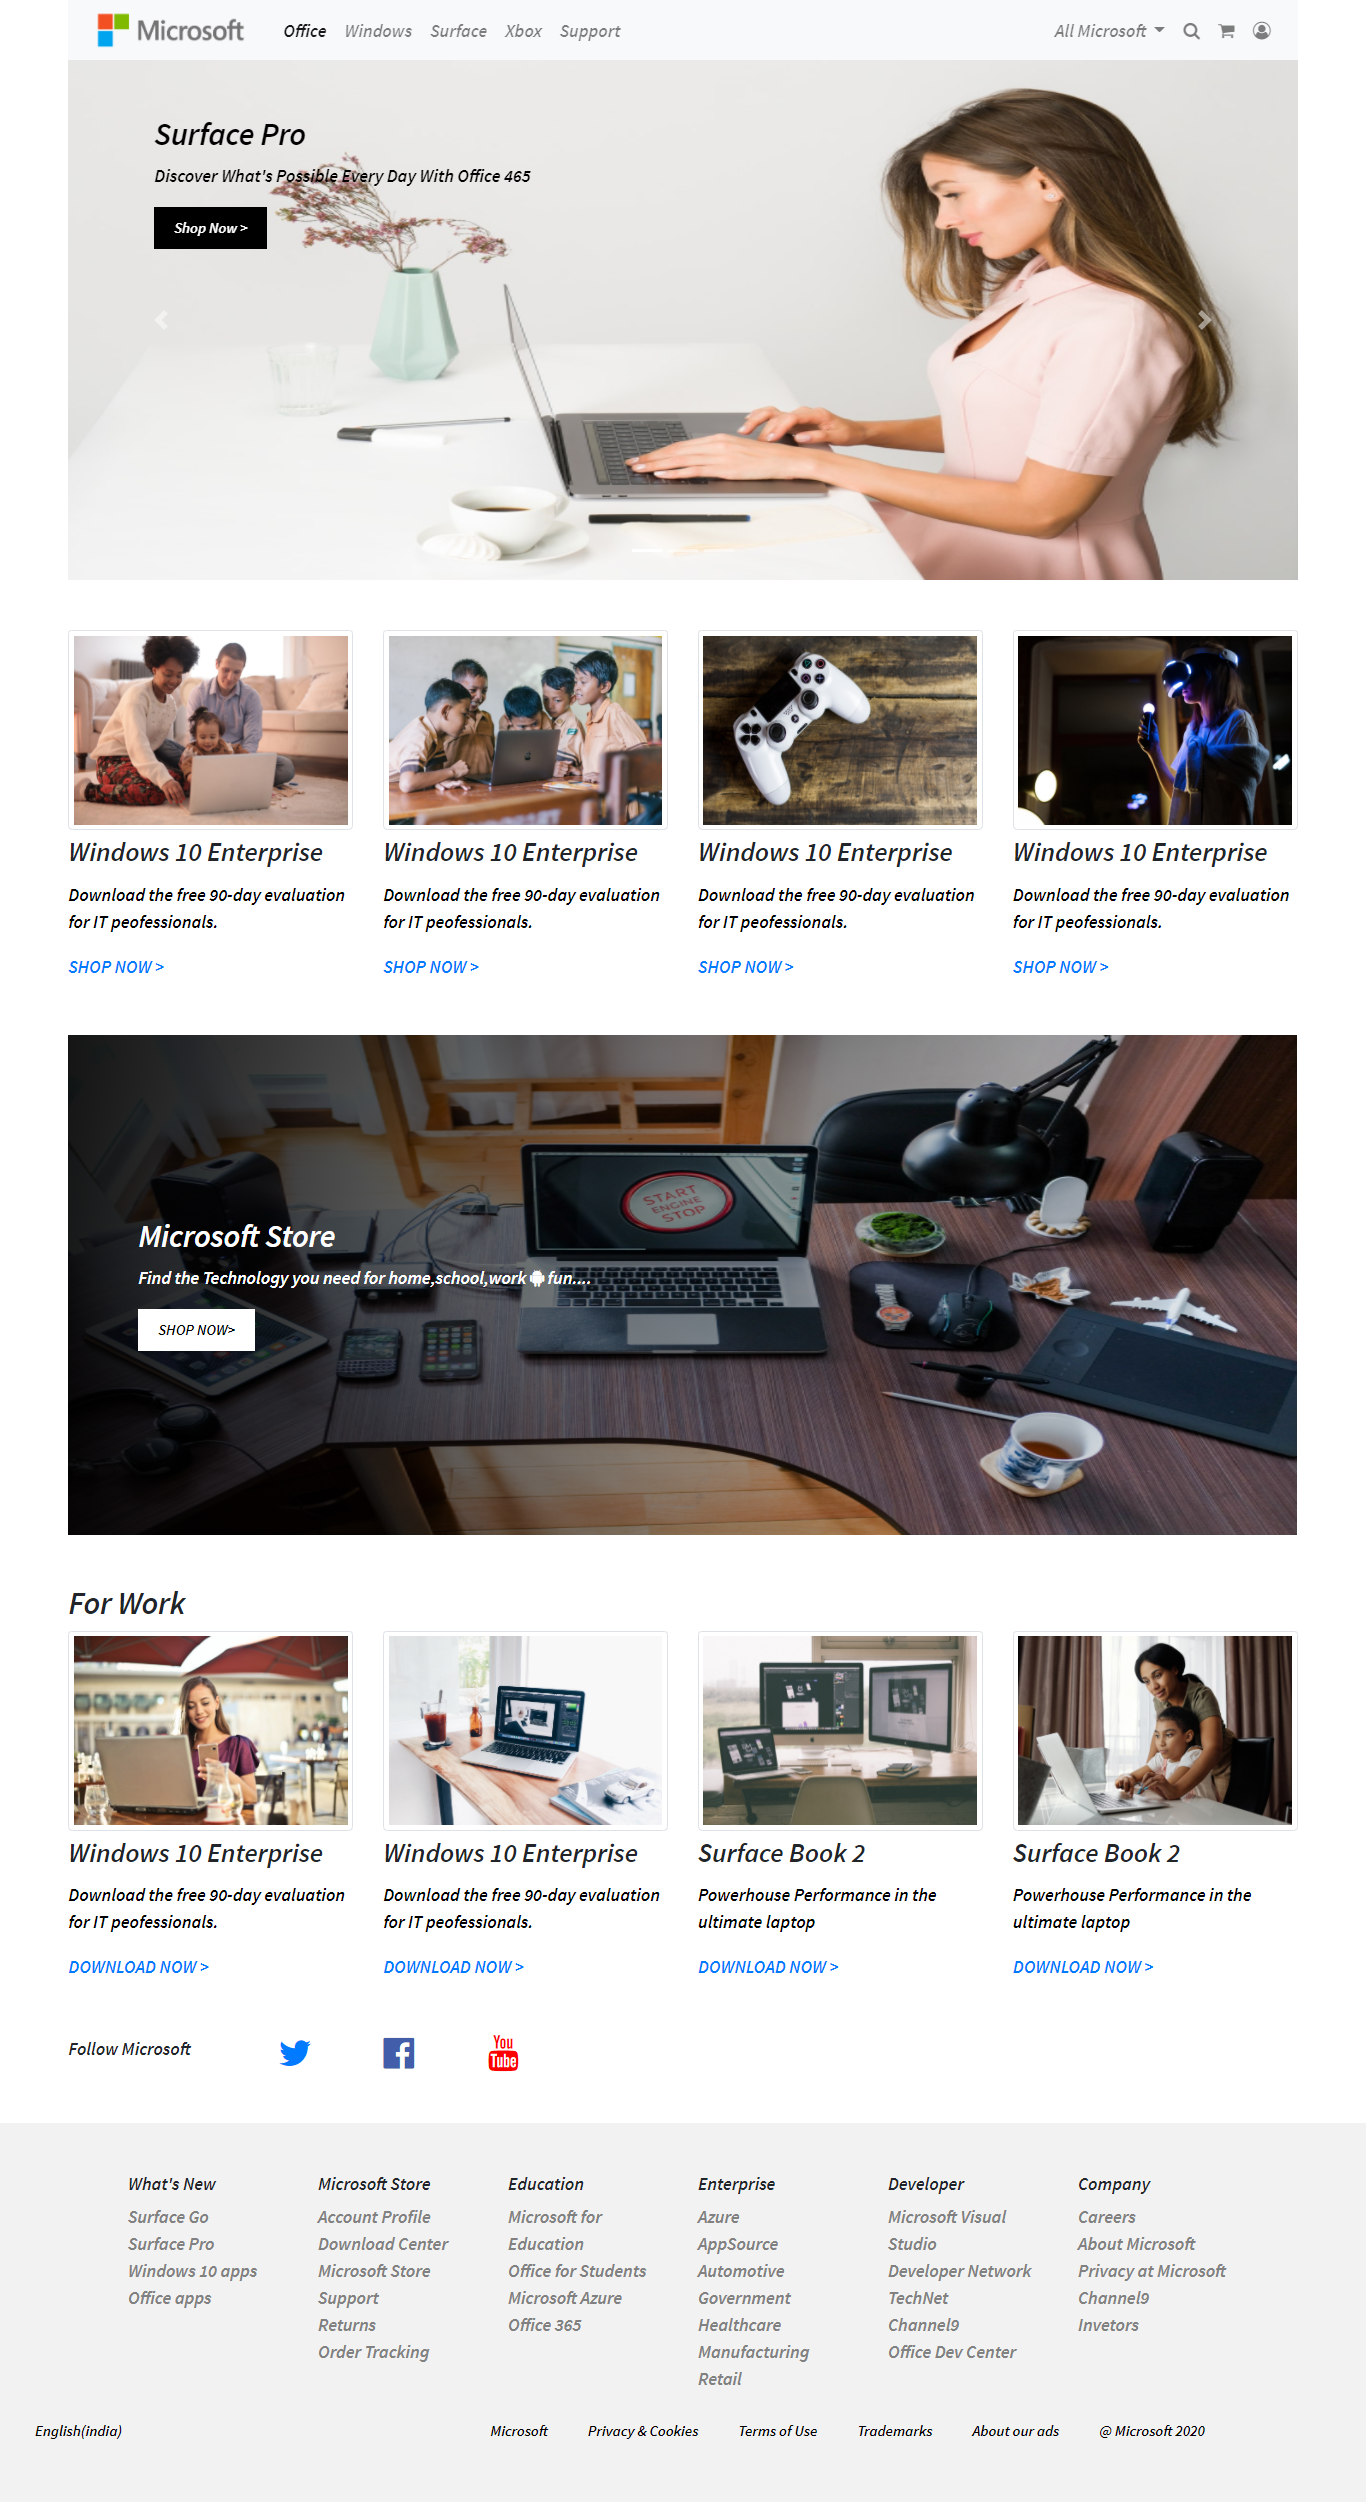 Microsoft Office Windows Surface Xbox Support All Microsoft
Surface Pro
Discover What's Possible Every Day With Office 465
Shop Now >
Windows 10 Enterprise Windows 10 Enterprise Windows 10 Enterprise Windows 10 Enterprise
Download the free 90-day evaluation Download the free 90-day evaluation Download the free 90-day evaluation Download the free 90-day evaluation
for IT peofessionals. for IT peofessionals. for IT peofessionals. for IT peofessionals.
SHOP NOW > SHOP NOW > SHOP NOW > SHOP NOW >
START
ENGINE
STOP
Microsoft Store
Find the Technology you need for home,school,work fun....
SHOP NOW>
For Work
Windows 10 Enterprise Windows 10 Enterprise Surface Book 2 Surface Book 2
Download the free 90-day evaluation Download the free 90-day evaluation Powerhouse Performance in the Powerhouse Performance in the
for IT peofessionals. for IT peofessionals. ultimate laptop ultimate laptop
DOWNLOAD NOW > DOWNLOAD NOW > DOWNLOAD NOW > DOWNLOAD NOW >
Follow Microsoft You Tube
What's New Microsoft Store Education Enterprise Developer Company
Surface Go Account Profile Microsoft for Azure Microsoft Visual Careers
Surface Pro Download Center Education AppSource Studio About Microsoft
Windows 10 apps Microsoft Store Office for Students Automotive Developer Network Privacy at Microsoft
Office apps Support Microsoft Azure Government TechNet Channel9
Returns Office 365 Healthcare Channel9 Invetors
Order Tracking Manufacturing Office Dev Center
Retail
English(india) Microsoft Privacy & Cookies Terms of Use Trademarks About our ads @ Microsoft 2020